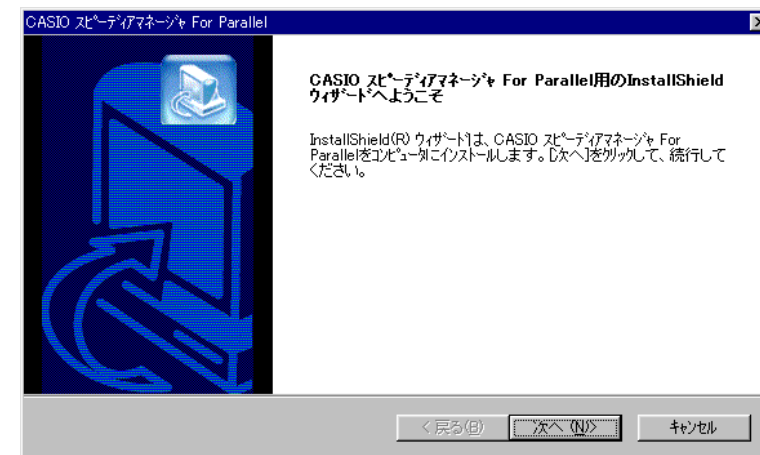 CASIO ｽﾋﾟｰﾃﾞｨｱﾏﾈｰｼﾞｬ For Parallel
CASIO ｽﾋﾟｰﾃﾞｨｱﾏﾈｰｼﾞｬ For Parallel用のInstallShield
ｳｨｻﾞｰﾄﾞへようこそ
InstallShield(R) ｳｨｻﾞｰﾄﾞは、CASIO ｽﾋﾟｰﾃﾞｨｱﾏﾈｰｼﾞｬ For
Parallelをｺﾝﾋﾟｭｰﾀにｲﾝｽﾄｰﾙします。[次へ]をｸﾘｯｸして、続行して
ください。
< 戻る(B)
次へ (N)>
ｷｬﾝｾﾙ